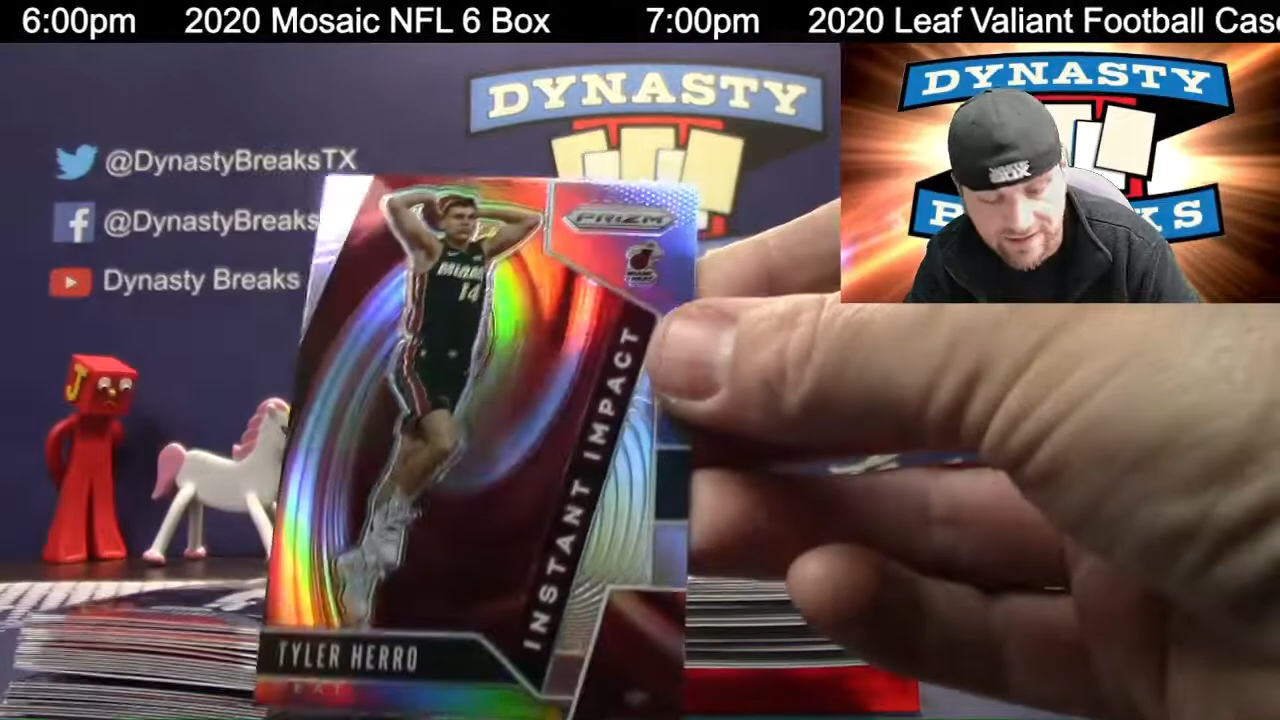 6:00pm 2020 Mosaic NFL 6 Box 7:00pm 2020 Leaf Valiant Football Case
DYNASTY
DYNASTY
@DynastyBreaksTX
@DynastyBreaks
Dynasty Breaks
PRIZM
MIAMI
14
INSTANT IMPACT
TYLER HERRO
HEAT
J